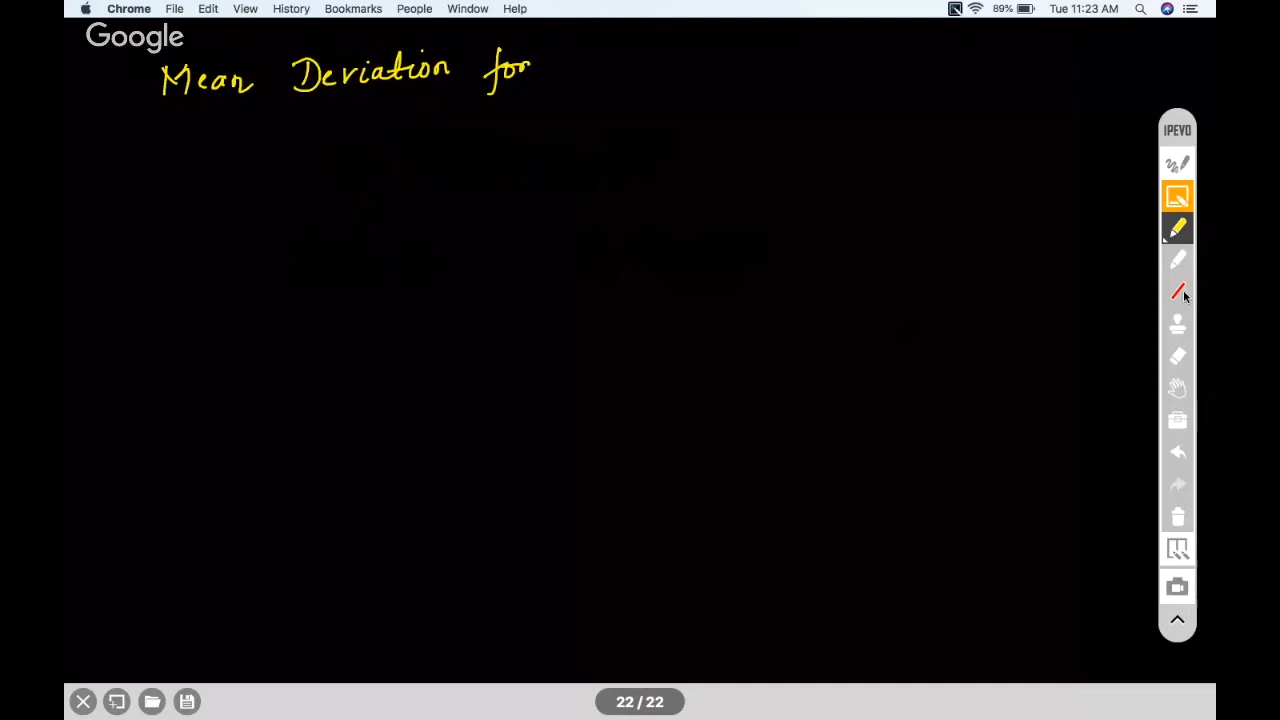 Chrome File Edit View History Bookmarks People Window Help 89% Tue 11:23 AM
Google
Mean Deviation for
IPEVO
22 / 22